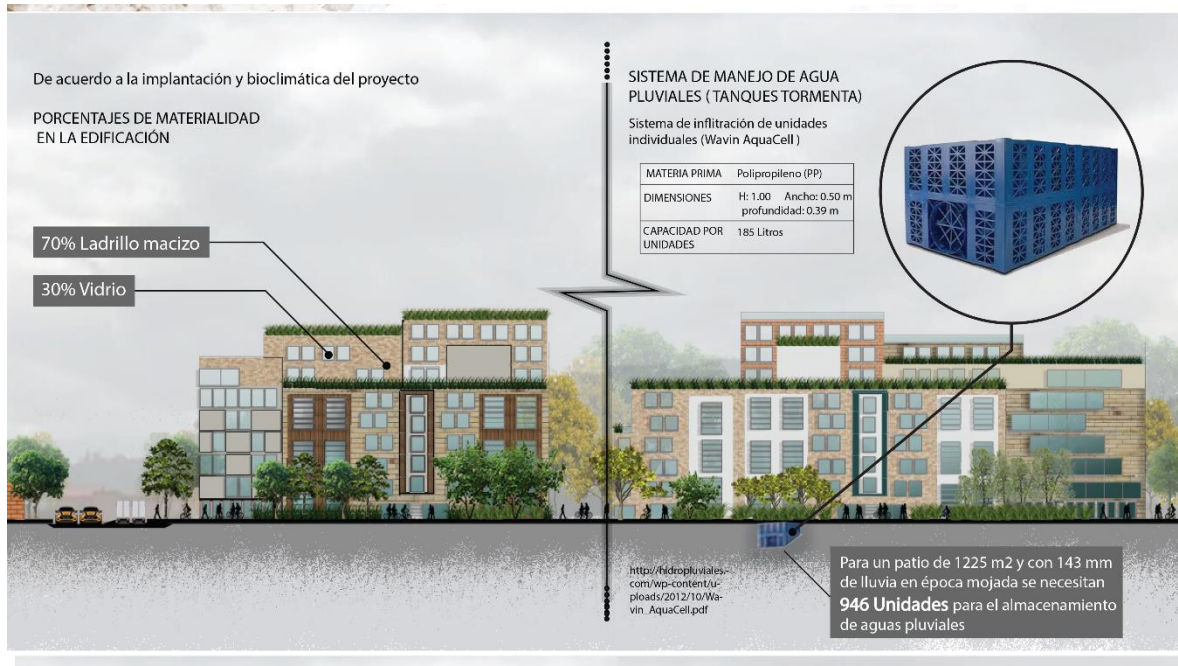 De acuerdo a la implantación y bioclimática del proyecto
PORCENTAJES DE MATERIALIDAD
EN LA EDIFICACIÓN
70% Ladrillo macizo
30% Vidrio
SISTEMA DE MANEJO DE AGUA
PLUVIALES ( TANQUES TORMENTA)
Sistema de inflitración de unidades
individuales (Wavin AquaCell )
MATERIA PRIMA Polipropileno (PP)
DIMENSIONES H: 1.00 Ancho: 0.50 m
profundidad: 0.39 m
CAPACIDAD POR 185 Litros
UNIDADES
http://hidropluviales.-
com/wp-content/u-
ploads/2012/10/Wa-
vin_AquaCell.pdf
Para un patio de 1225 m2 y con 143 mm
de lluvia en época mojada se necesitan
946 Unidades para el almacenamiento
de aguas pluviales